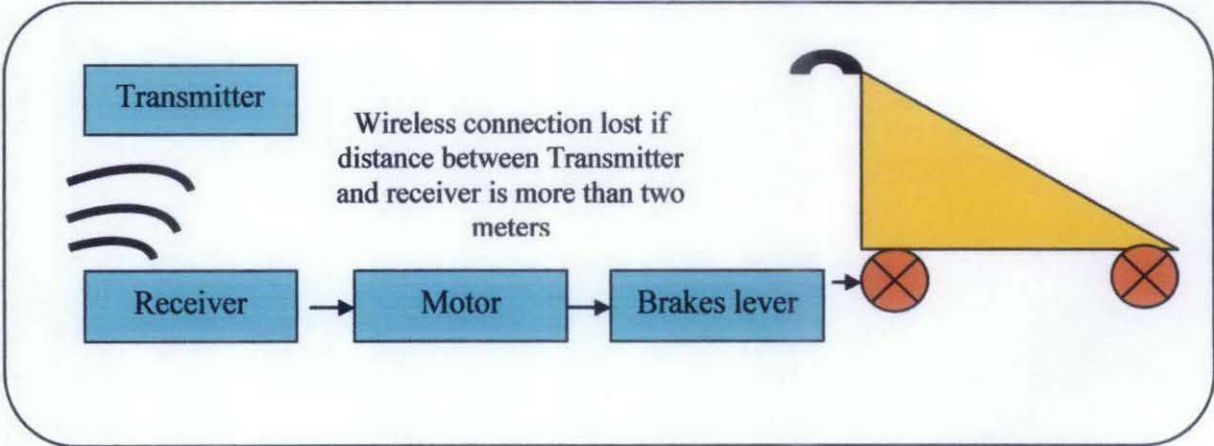 Transmitter
Wireless connection lost if
distance between Transmitter
and receiver is more than two
meters
Receiver
Motor
Brakes lever